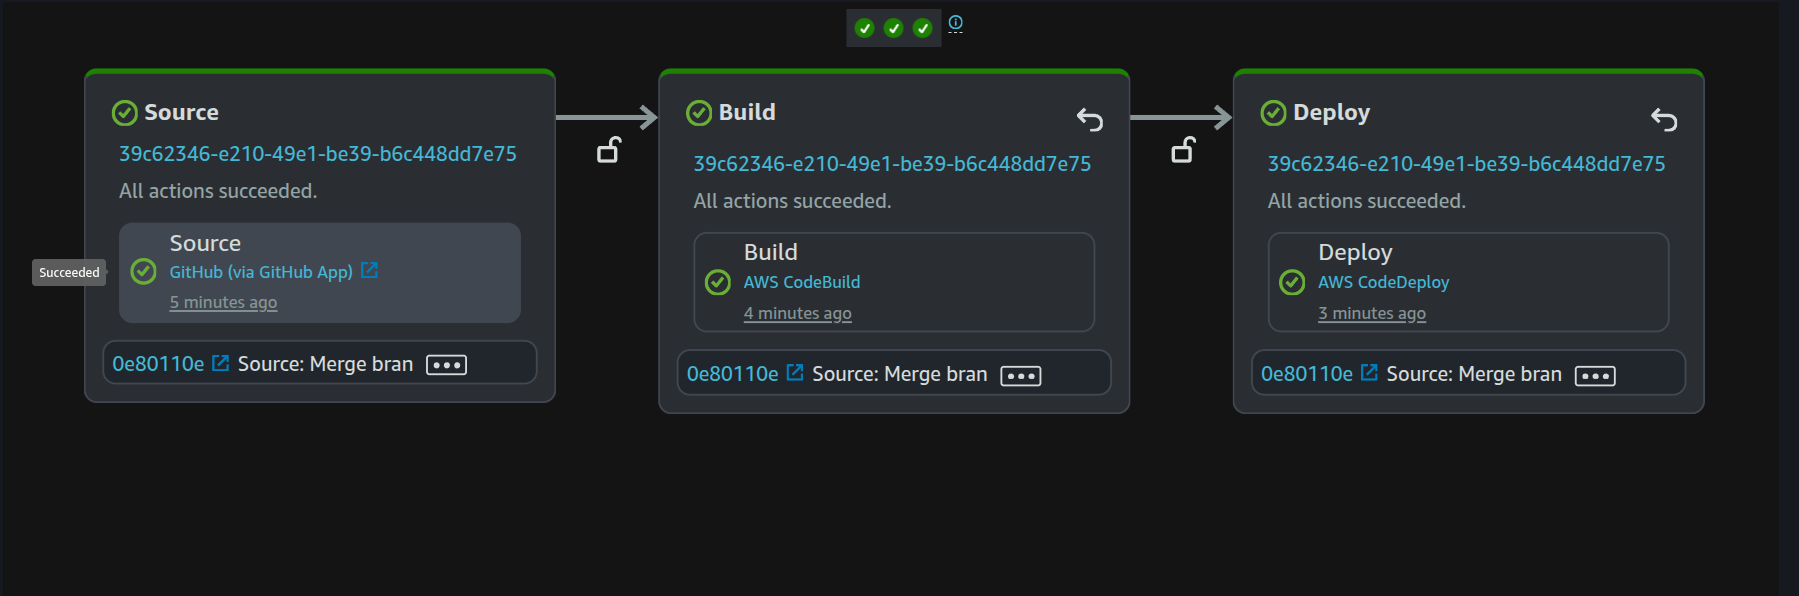 Source
39c62346-e210-49e1-be39-b6c448dd7e75
All actions succeeded.
Source
GitHub (via GitHub App)
5 minutes ago
Succeeded
0e80110e Source: Merge bran
Build
39c62346-e210-49e1-be39-b6c448dd7e75
All actions succeeded.
Build
AWS CodeBuild
4 minutes ago
0e80110e Source: Merge bran
Deploy
39c62346-e210-49e1-be39-b6c448dd7e75
All actions succeeded.
Deploy
AWS CodeDeploy
3 minutes ago
0e80110e Source: Merge bran